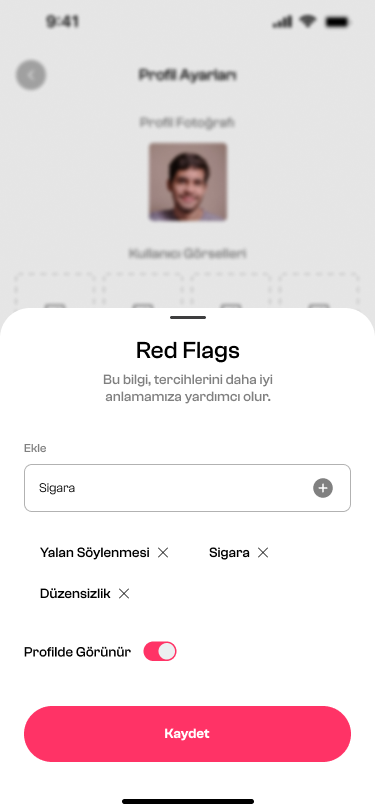 9:41
Profil Ayarları
Profil Fotoğrafı
Kullanıcı Görselleri
Red Flags
Bu bilgi, tercihlerini daha iyi
anlamamıza yardımcı olur.
Ekle
Sigara
Yalan Söylenmesi
Sigara
Düzensizlik
Profilde Görünür
Kaydet